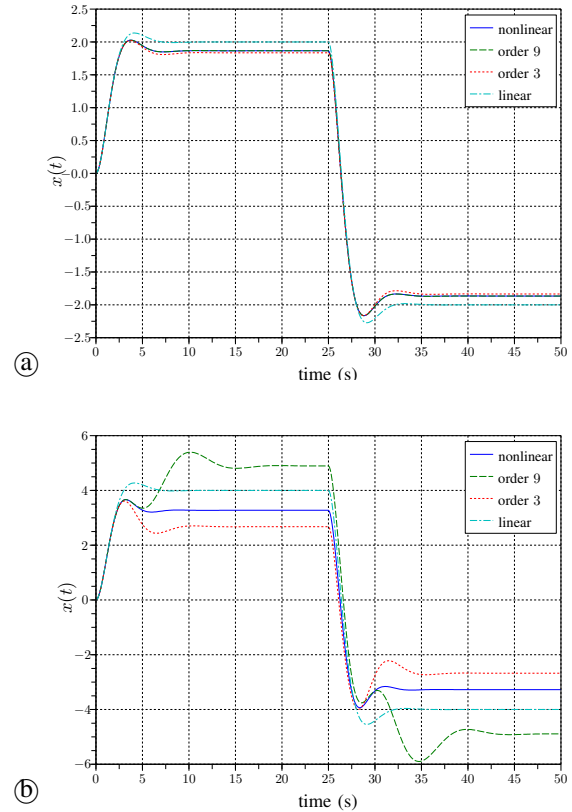 2.5
2.0
1.5
1.0
0.5
−0.0
−0.5
−1.0
−1.5
−2.0
−2.5
x(t)
nonlinear
order 9
order 3
linear
0 5 10 15 20 25 30 35 40 45 50
time (s)
ⓐ
6
4
2
0
−2
−4
−6
x(t)
nonlinear
order 9
order 3
linear
0 5 10 15 20 25 30 35 40 45 50
time (s)
ⓑ